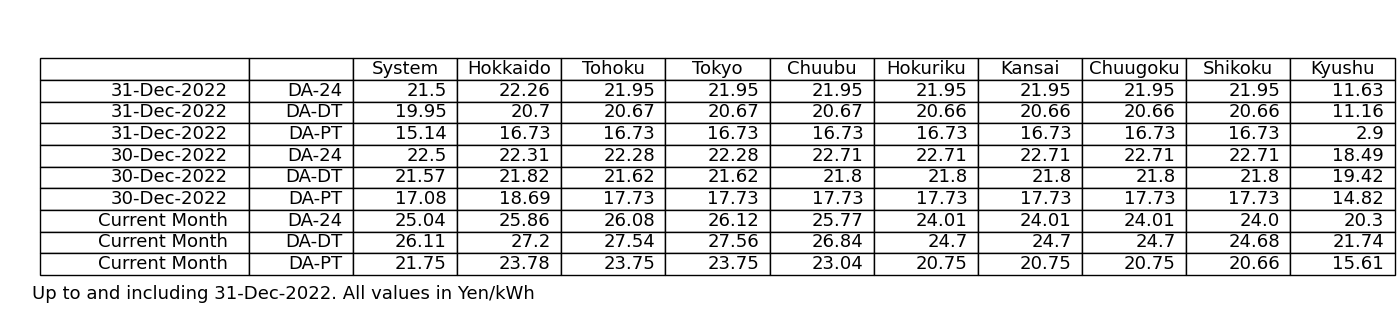 System Hokkaido Tohoku Tokyo Chuubu Hokuriku Kansai Chuugoku Shikoku Kyushu
31-Dec-2022 DA-24 21.5 22.26 21.95 21.95 21.95 21.95 21.95 21.95 21.95 11.63
31-Dec-2022 DA-DT 19.95 20.7 20.67 20.67 20.67 20.66 20.66 20.66 20.66 11.16
31-Dec-2022 DA-PT 15.14 16.73 16.73 16.73 16.73 16.73 16.73 16.73 16.73 2.9
30-Dec-2022 DA-24 22.5 22.31 22.28 22.28 22.71 22.71 22.71 22.71 22.71 18.49
30-Dec-2022 DA-DT 21.57 21.82 21.62 21.62 21.8 21.8 21.8 21.8 21.8 19.42
30-Dec-2022 DA-PT 17.08 18.69 17.73 17.73 17.73 17.73 17.73 17.73 17.73 14.82
Current Month DA-24 25.04 25.86 26.08 26.12 25.77 24.01 24.01 24.01 24.0 20.3
Current Month DA-DT 26.11 27.2 27.54 27.56 26.84 24.7 24.7 24.7 24.68 21.74
Current Month DA-PT 21.75 23.78 23.75 23.75 23.04 20.75 20.75 20.75 20.66 15.61
Up to and including 31-Dec-2022. All values in Yen/kWh